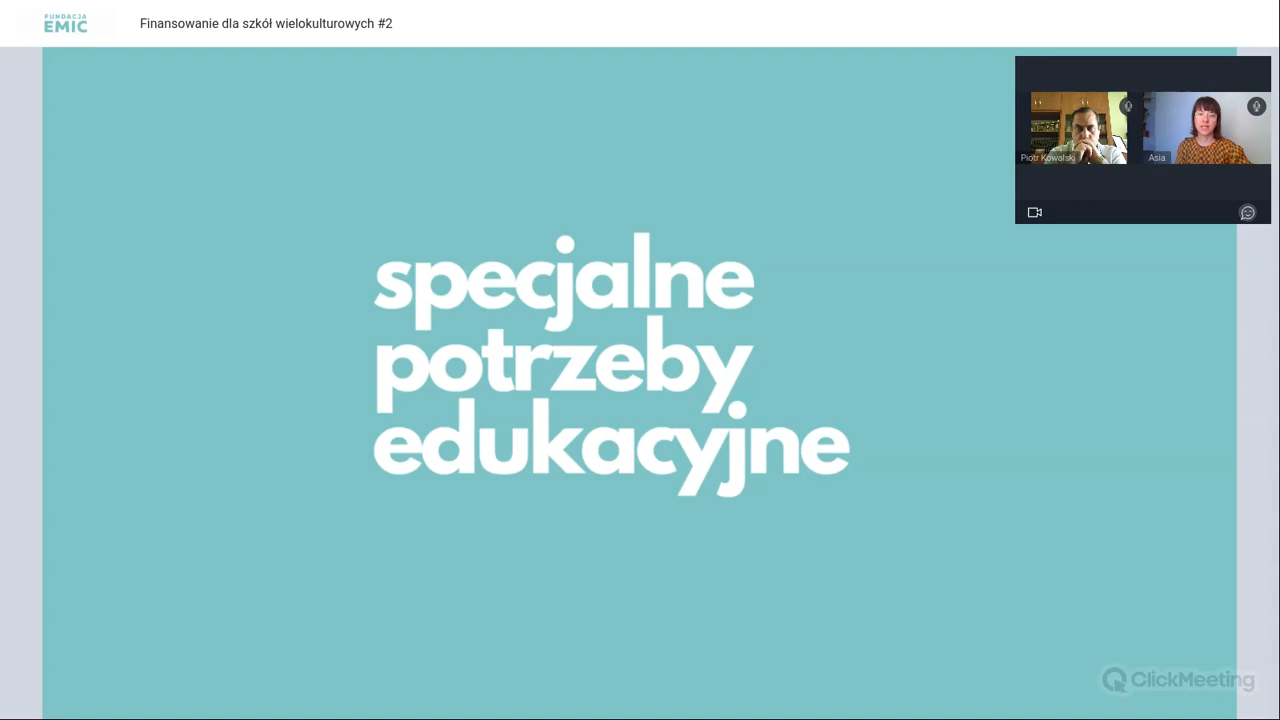 FUNDACJA
EMIC
Finansowanie dla szkół wielokulturowych #2
specjalne
potrzeby
edukacyjne
Piotr Kowalski
Asia
ClickMeeting